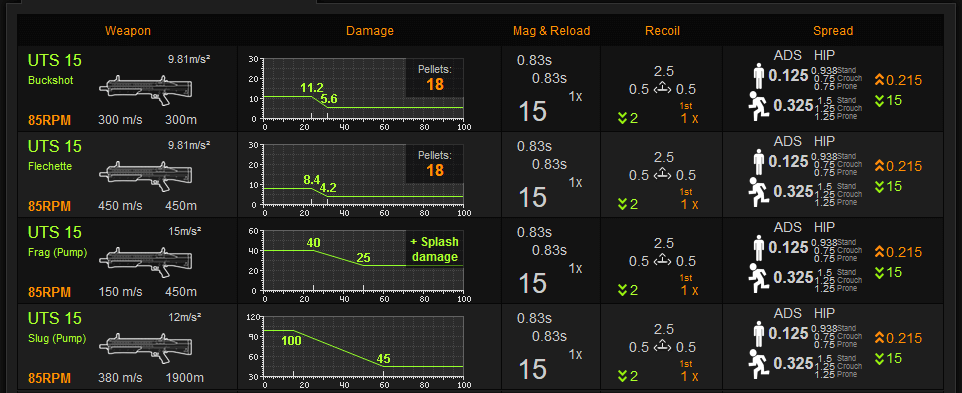 Weapon Damage Mag & Reload Recoil Spread
UTS 15 9.81m/s²
Buckshot
85RPM 300 m/s 300m
30
20
10
0
0 20 40 60 80 100
11.2
5.6
Pellets:
18
0.83s
0.83s
15 1x
2.5
0.5 0.5
1st
2 1 x
ADS HIP
0.125 0.938 Stand
0.75 Crouch
0.75 Prone
0.325 1.5 Stand
1.25 Crouch
1.25 Prone
0.215
15
UTS 15 9.81m/s²
Flechette
85RPM 450 m/s 450m
30
20
10
0
0 20 40 60 80 100
8.4
4.2
Pellets:
18
0.83s
0.83s
15 1x
2.5
0.5 0.5
1st
2 1 x
ADS HIP
0.125 0.938 Stand
0.75 Crouch
0.75 Prone
0.325 1.5 Stand
1.25 Crouch
1.25 Prone
0.215
15
UTS 15 15m/s²
Frag (Pump)
85RPM 150 m/s 450m
60
40
20
0
0 20 40 60 80 100
40
25
+ Splash
damage
0.83s
0.83s
15 1x
2.5
0.5 0.5
1st
2 1 x
ADS HIP
0.125 0.938 Stand
0.75 Crouch
0.75 Prone
0.325 1.5 Stand
1.25 Crouch
1.25 Prone
0.215
15
UTS 15 12m/s²
Slug (Pump)
85RPM 380 m/s 1900m
120
90
60
30
0 20 40 60 80 100
100
45
0.83s
0.83s
15 1x
2.5
0.5 0.5
1st
2 1 x
ADS HIP
0.125 0.938 Stand
0.75 Crouch
0.75 Prone
0.325 1.5 Stand
1.25 Crouch
1.25 Prone
0.215
15